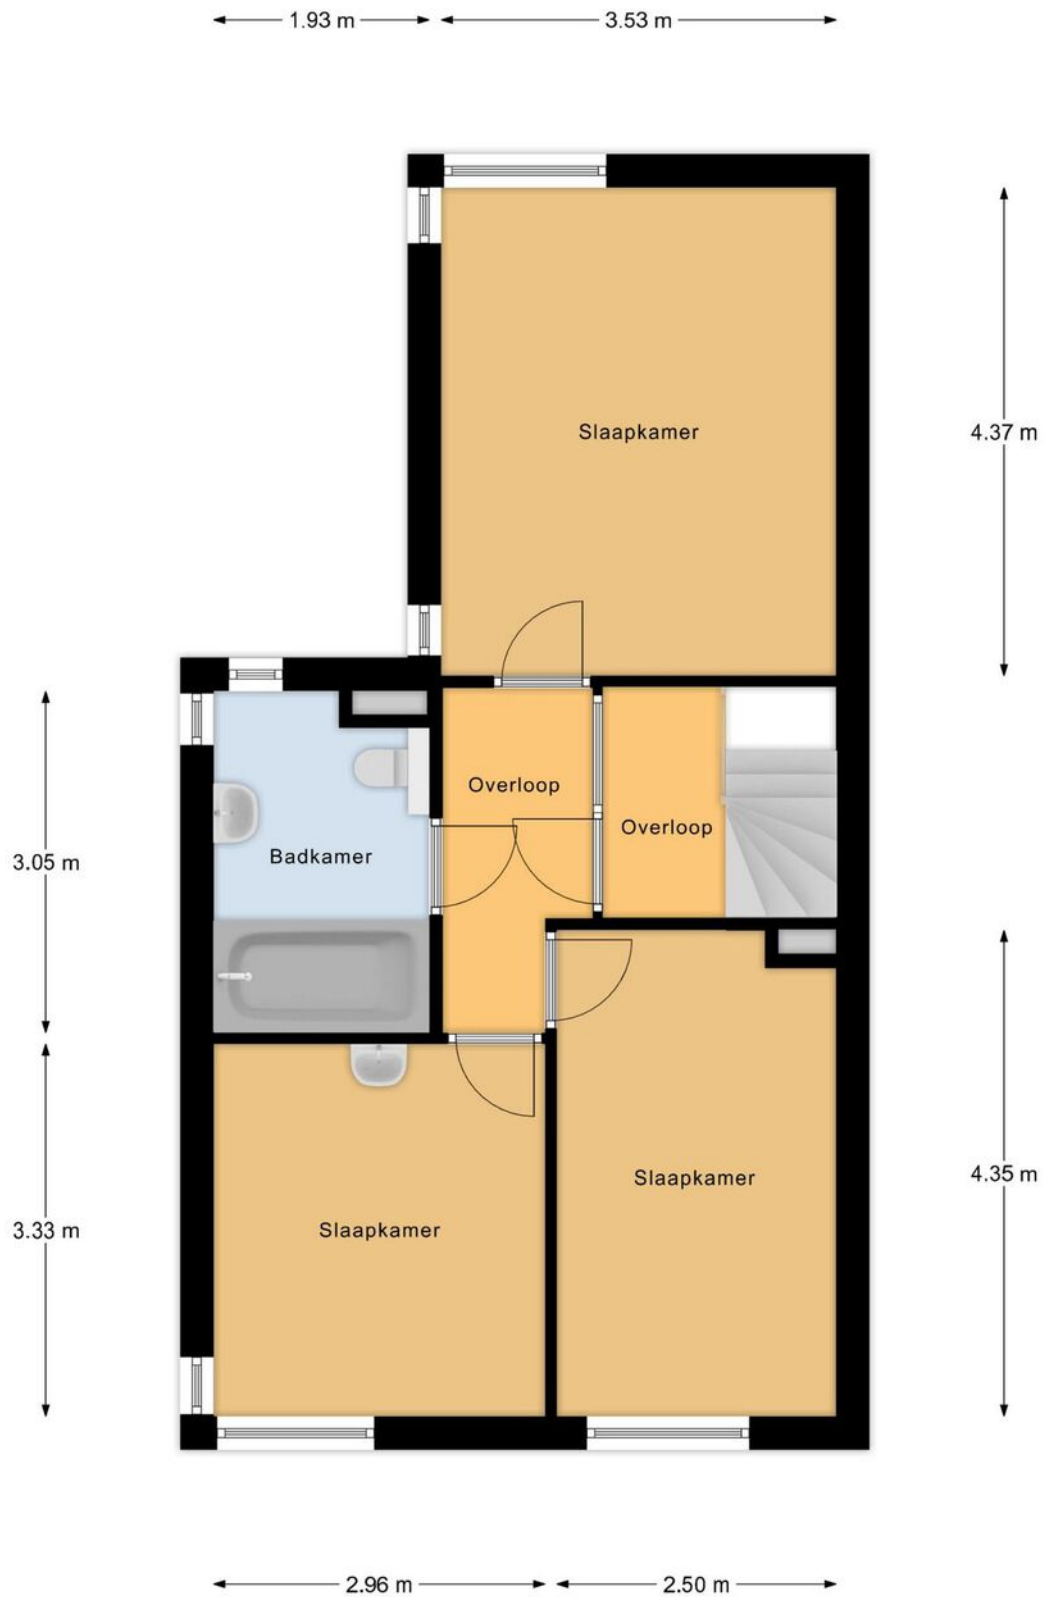 1.93 m
3.53 m
Slaapkamer
4.37 m
Overloop
Overloop
Badkamer
3.05 m
Slaapkamer
4.35 m
Slaapkamer
3.33 m
2.96 m
2.50 m